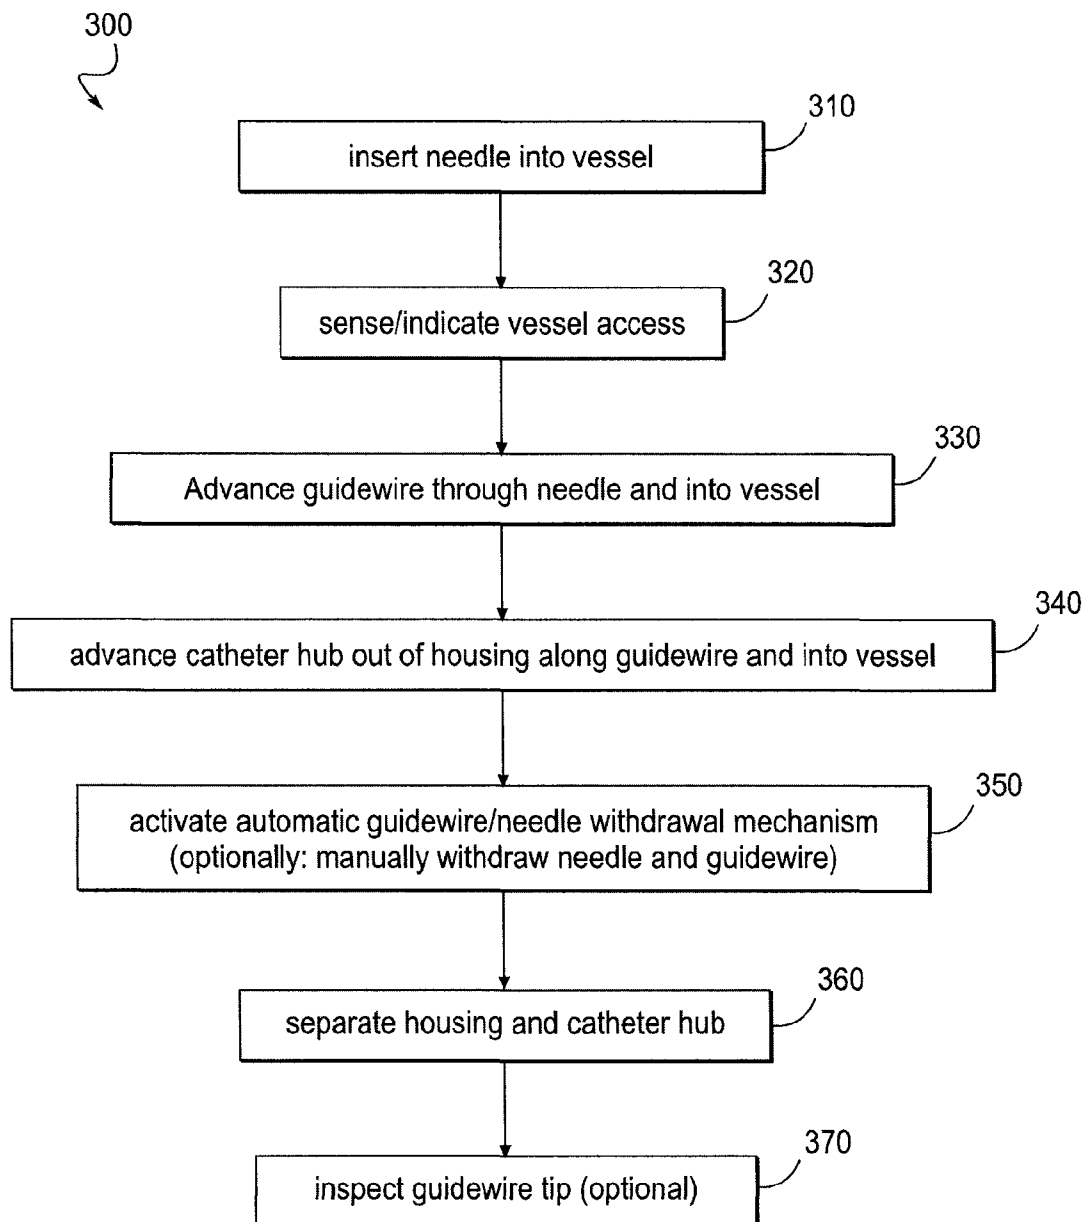 300
310
insert needle into vessel
320
sense/indicate vessel access
330
Advance guidewire through needle and into vessel
340
advance catheter hub out of housing along guidewire and into vessel
350
activate automatic guidewire/needle withdrawal mechanism
(optionally: manually withdraw needle and guidewire)
360
separate housing and catheter hub
370
inspect guidewire tip (optional)